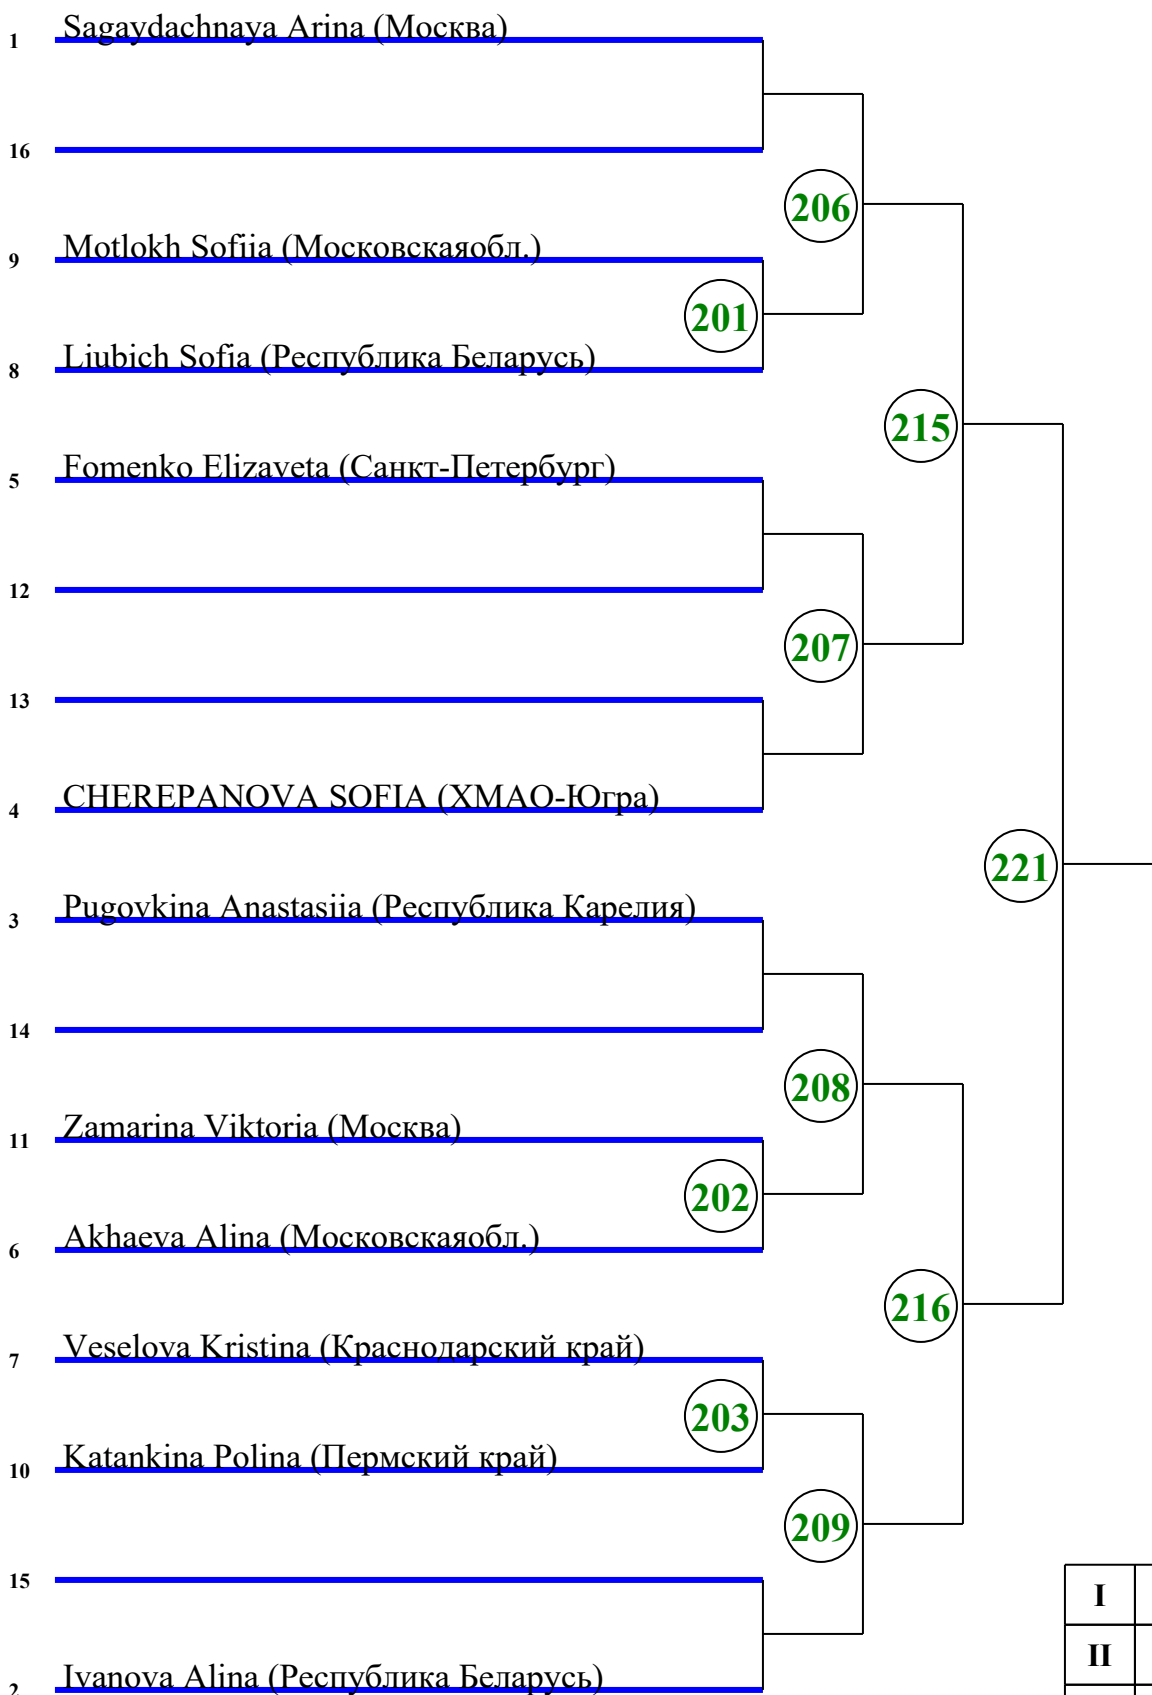 1 Sagaydachnaya Arina (Москва)
16
206
9 Motlokh Sofiia (Московскаяобл.)
201
8 Liubich Sofia (Республика Беларусь)
215
5 Fomenko Elizaveta (Санкт-Петербург)
12
207
13
4 CHEREPANOVA SOFIA (ХМАО-Югра)
221
3 Pugovkina Anastasiia (Республика Карелия)
14
208
11 Zamarina Viktoria (Москва)
202
6 Akhaeva Alina (Московскаяобл.)
216
7 Veselova Kristina (Краснодарский край)
203
10 Katankina Polina (Пермский край)
209
15
I
II
2 Ivanova Alina (Республика Беларусь)